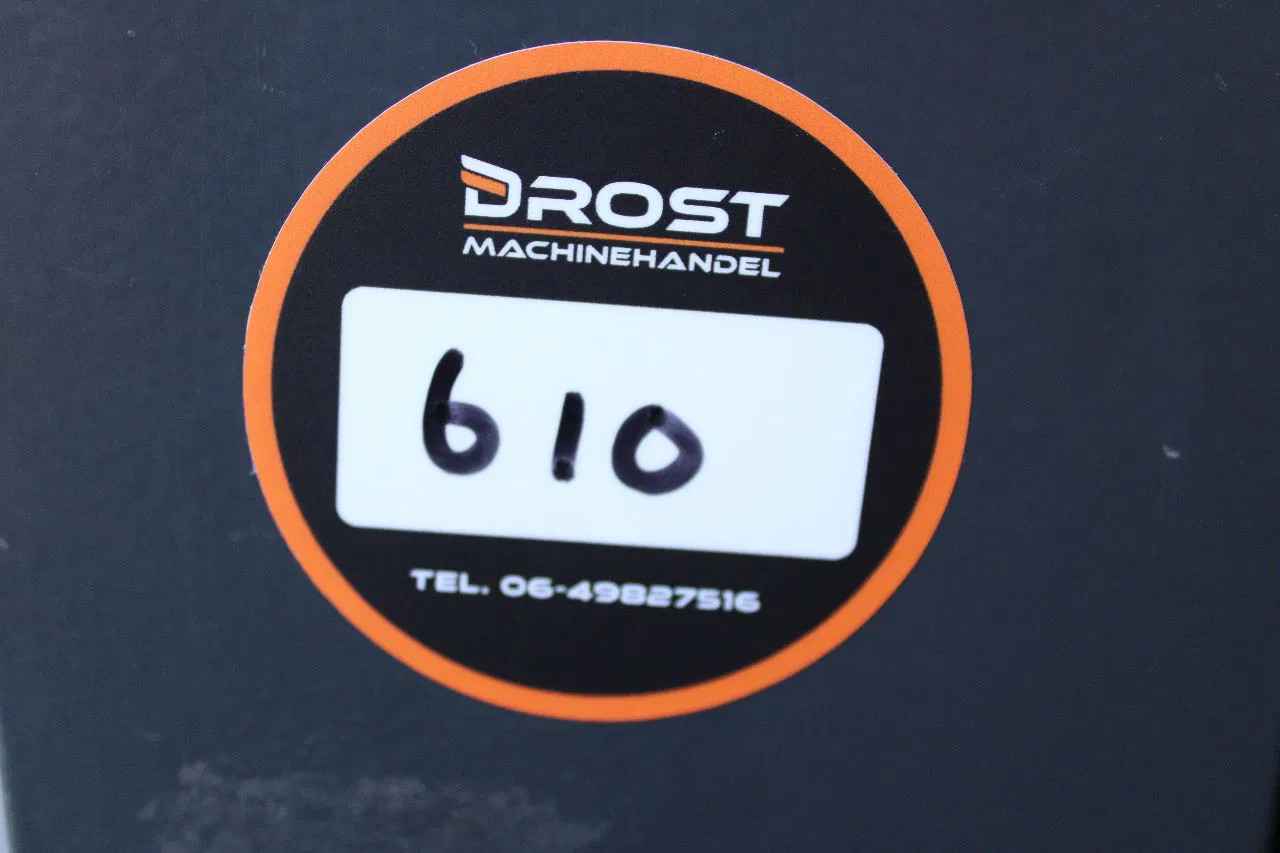 DROST
MACHINEHANDEL
610
TEL. 06-49827516